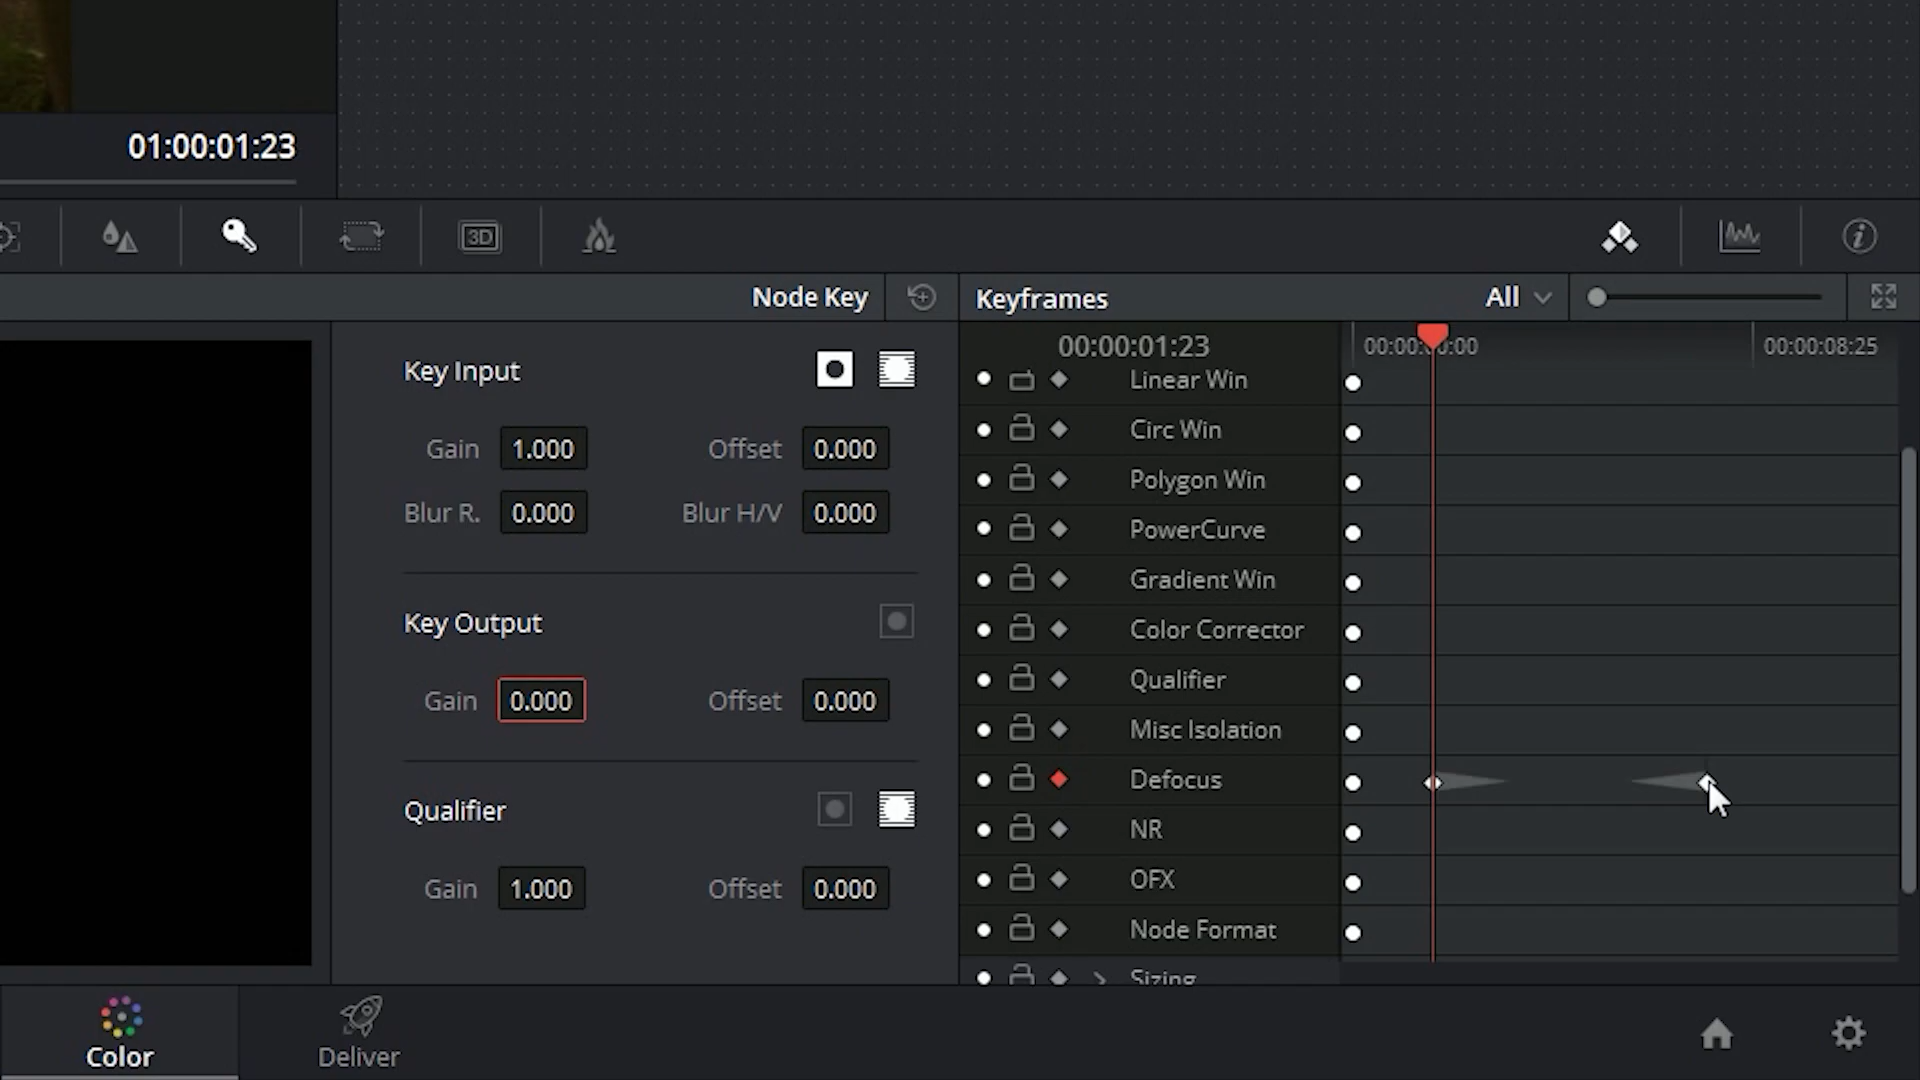 01:00:01:23
3D
Node Key
Keyframes
All
Key Input
Gain 1.000 Offset 0.000
Blur R. 0.000 Blur H/V 0.000
Key Output
Gain 0.000 Offset 0.000
Qualifier
Gain 1.000 Offset 0.000
00:00:01:23
00:00:08:25
Linear Win
Circ Win
Polygon Win
PowerCurve
Gradient Win
Color Corrector
Qualifier
Misc Isolation
Defocus
NR
OFX
Node Format
Sizing
Color
Deliver